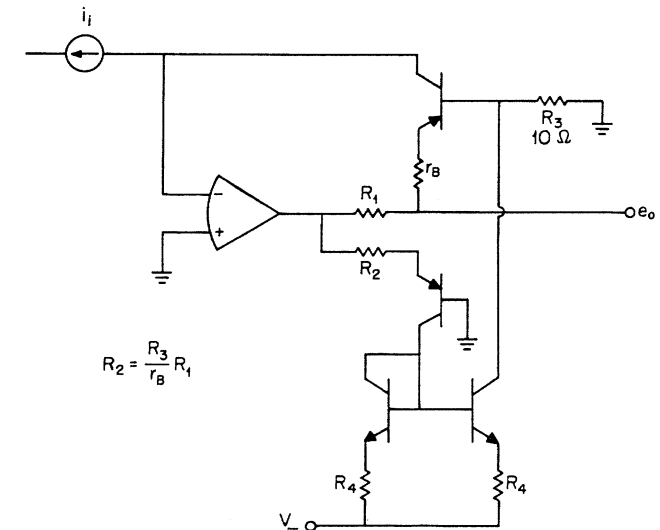 i_i
R_3
10 Ω
r_B
R_1
e_o
-
+
R_2
R_2 = R_3/r_B R_1
R_4
R_4
V_-